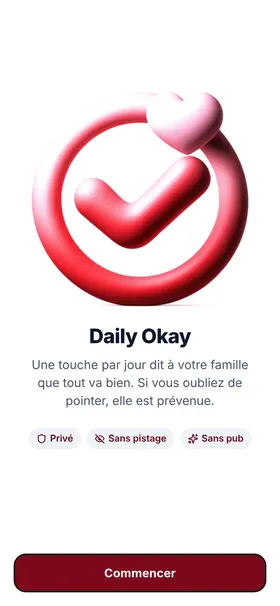 Daily Okay
Une touche par jour dit à votre famille
que tout va bien. Si vous oubliez de
pointer, elle est prévenue.
Privé
Sans pistage
Sans pub
Commencer